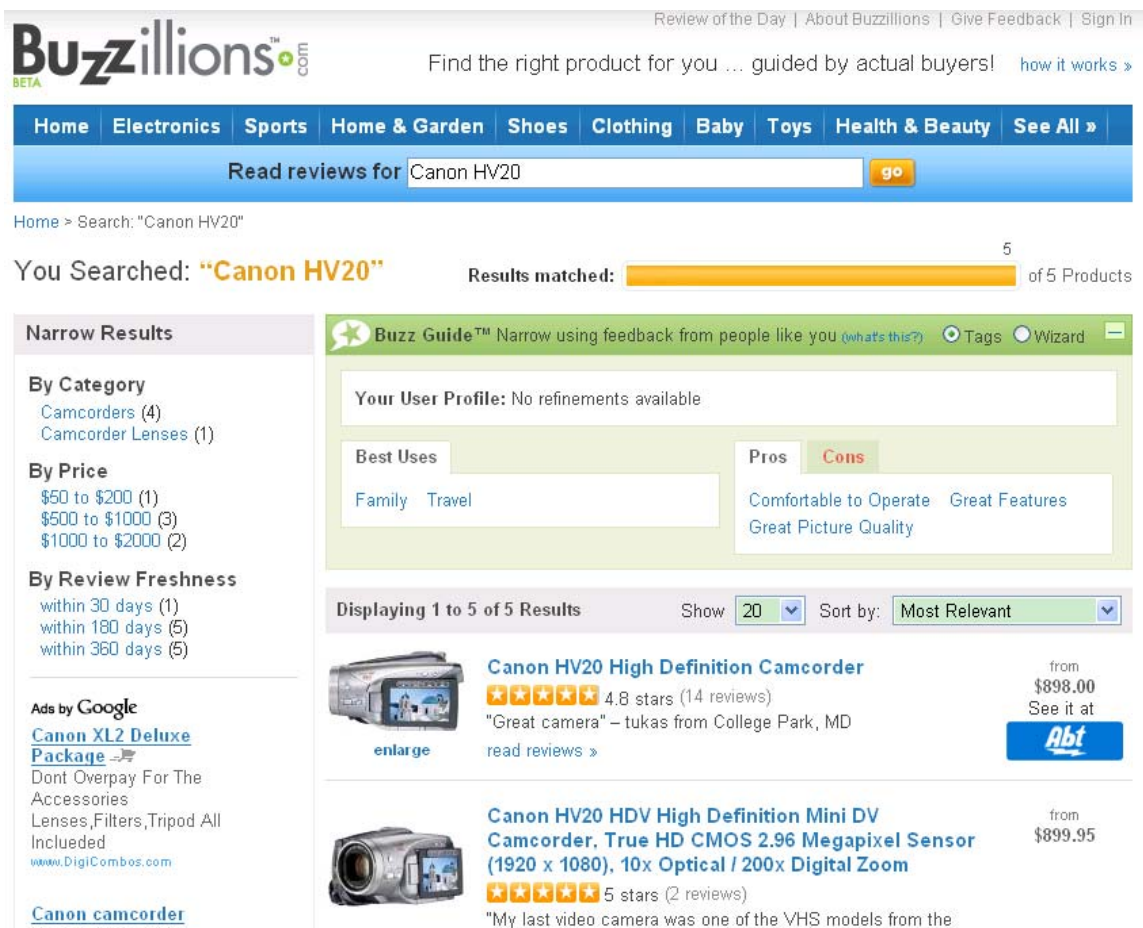 Review of the Day | About Buzzillions | Give Feedback | Sign In
Buzzillions™.com
BETA
Find the right product for you ... guided by actual buyers! how it works »
Home Electronics Sports Home & Garden Shoes Clothing Baby Toys Health & Beauty See All »
Read reviews for Canon HV20 go
Home > Search: "Canon HV20"
You Searched: "Canon HV20"
Results matched: 5 of 5 Products
Narrow Results
By Category
Camcorders (4)
Camcorder Lenses (1)
By Price
$50 to $200 (1)
$500 to $1000 (3)
$1000 to $2000 (2)
By Review Freshness
within 30 days (1)
within 180 days (5)
within 360 days (5)
Ads by Google
Canon XL2 Deluxe
Package
Dont Overpay For The
Accessories
Lenses,Filters,Tripod All
Inclueded
www.DigiCombos.com
Canon camcorder
Buzz Guide™ Narrow using feedback from people like you (what's this?) Tags Wizard
Your User Profile: No refinements available
Best Uses
Family Travel
Pros Cons
Comfortable to Operate Great Features
Great Picture Quality
Displaying 1 to 5 of 5 Results Show 20 Sort by: Most Relevant
enlarge
Canon HV20 High Definition Camcorder
4.8 stars (14 reviews)
"Great camera" – tukas from College Park, MD
read reviews »
from
$898.00
See it at
Abt
Canon HV20 HDV High Definition Mini DV
Camcorder, True HD CMOS 2.96 Megapixel Sensor
(1920 x 1080), 10x Optical / 200x Digital Zoom
5 stars (2 reviews)
"My last video camera was one of the VHS models from the
from
$899.95